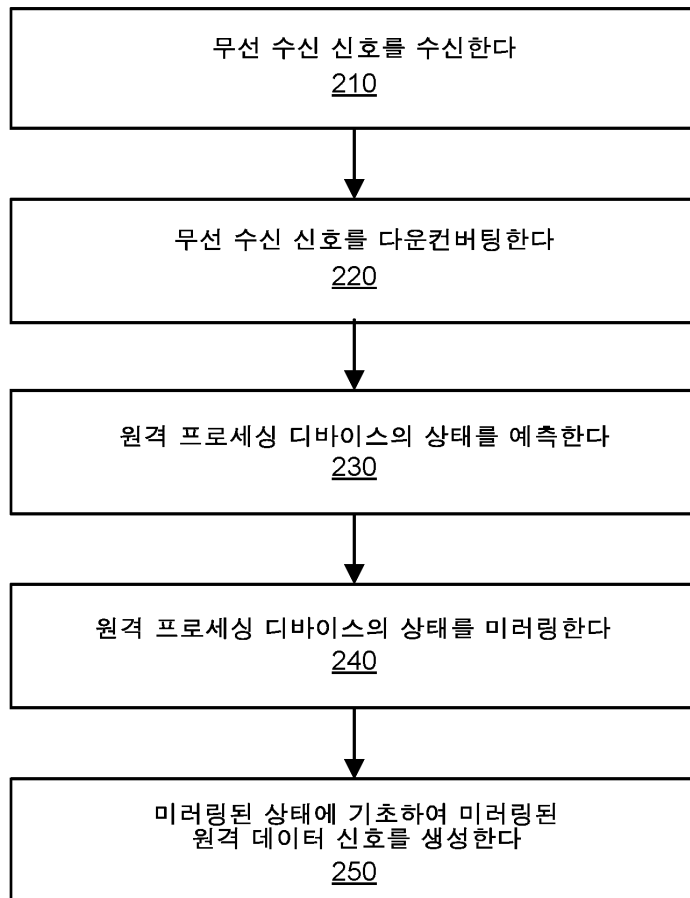 무선 수신 신호를 수신한다
210
무선 수신 신호를 다운컨버팅한다
220
원격 프로세싱 디바이스의 상태를 예측한다
230
원격 프로세싱 디바이스의 상태를 미러링한다
240
미러링된 상태에 기초하여 미러링된
원격 데이터 신호를 생성한다
250